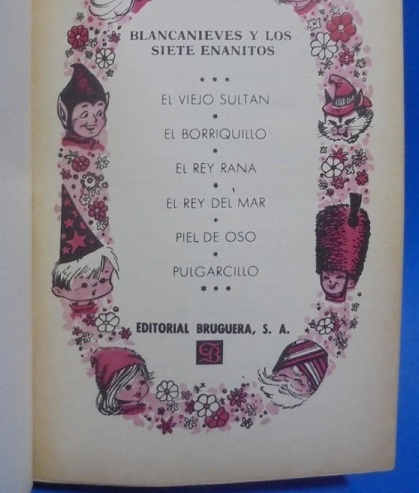 BLANCANIEVES Y LOS
SIETE ENANITOS
EL VIEJO SULTAN
EL BORRIQUILLO
EL REY RANA
EL REY DEL MAR
PIEL DE OSO
PULGARCILLO
EDITORIAL BRUGUERA, S. A.